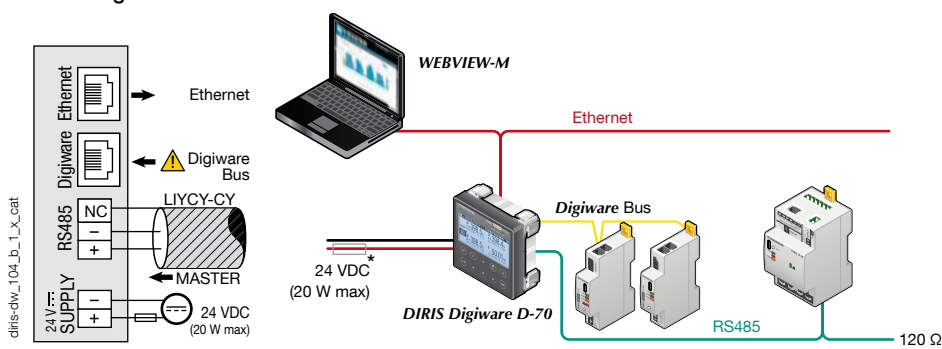 diris-dw_104_b_1_x_cat
Ethernet
Ethernet
Digiware
Digiware
Bus
RS485
NC
−
+
LIYCY-CY
MASTER
24 V
SUPPLY
−
+
24 VDC
(20 W max)
WEBVIEW-M
Ethernet
Digiware Bus
*
24 VDC
(20 W max)
DIRIS Digiware D-70
RS485
120 Ω